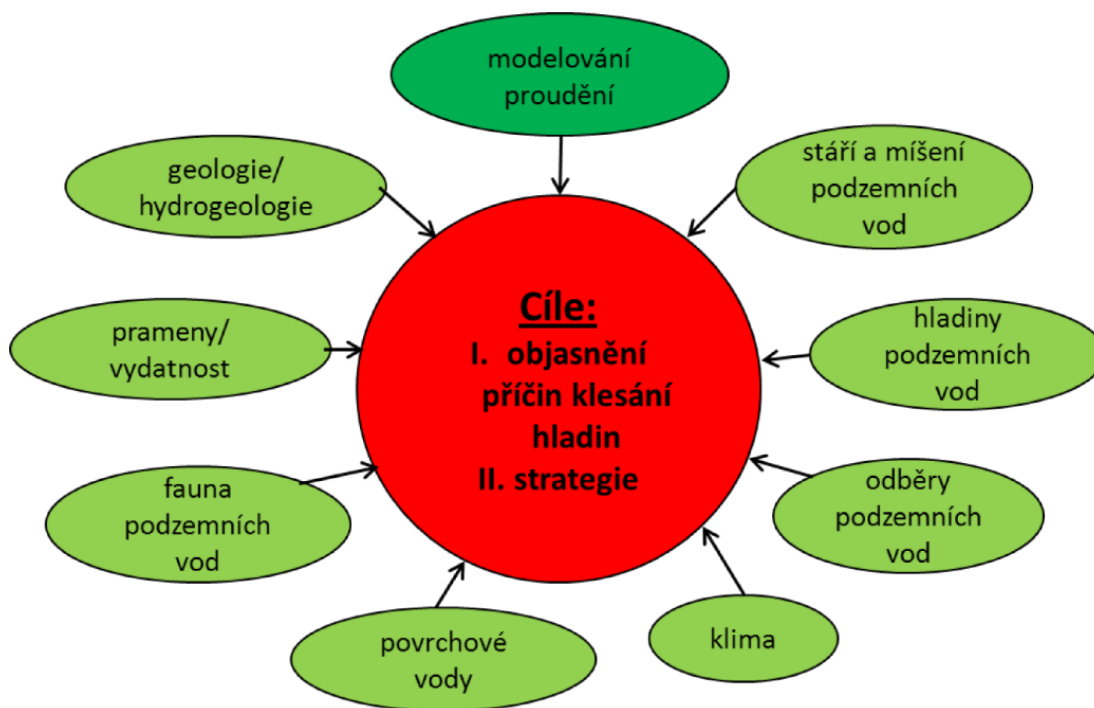 modelování
proudění
geologie/
hydrogeologie
stáří a míšení
podzemních
vod
prameny/
vydatnost
Cíle:
I. objasnění
příčin klesání
hladin
II. strategie
hladiny
podzemních
vod
fauna
podzemních
vod
odběry
podzemních
vod
povrchové
vody
klima